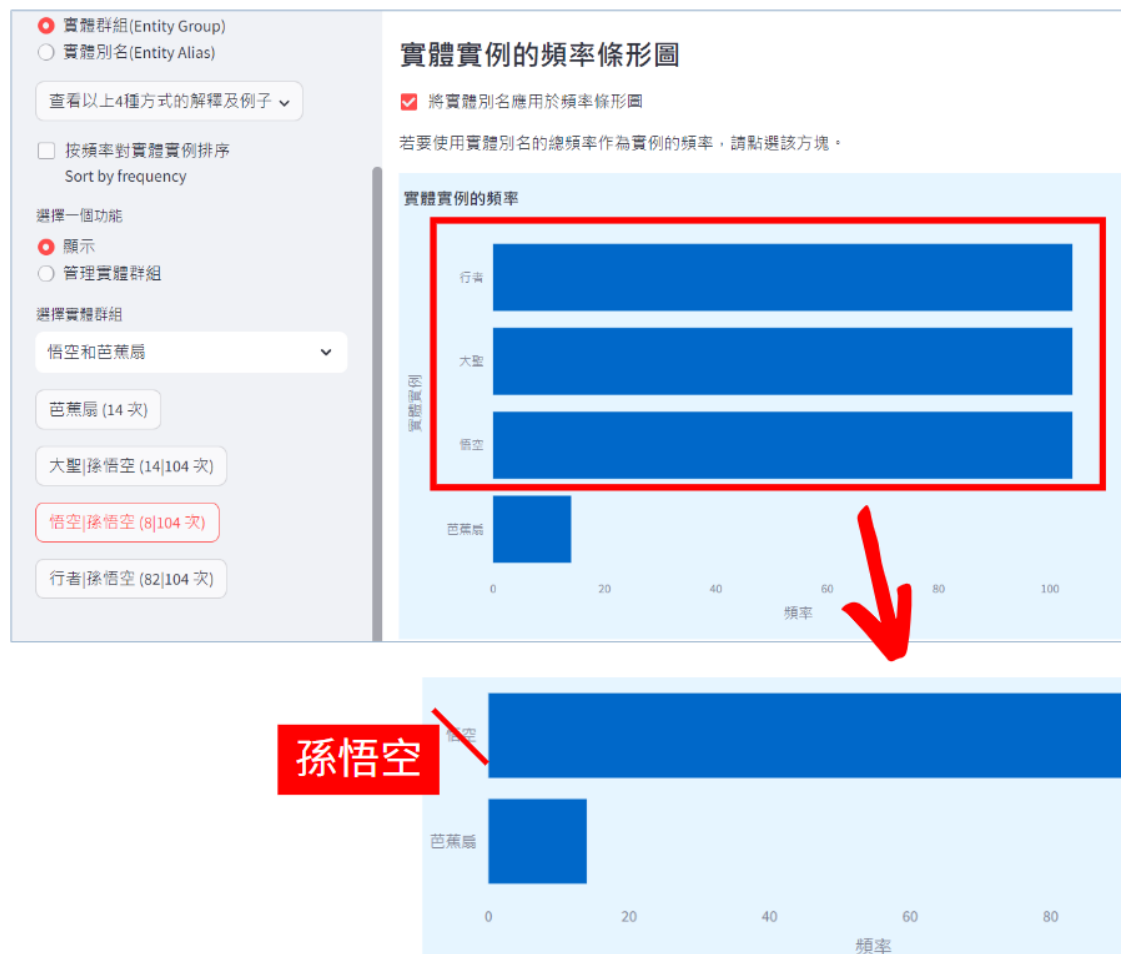 實體群組(Entity Group)
實體別名(Entity Alias)
查看以上4種方式的解釋及例子
按頻率對實體實例排序
Sort by frequency
選擇一個功能
顯示
管理實體群組
選擇實體群組
悟空和芭蕉扇
芭蕉扇 (14 次)
大聖|孫悟空 (14|104 次)
悟空|孫悟空 (8|104 次)
行者|孫悟空 (82|104 次)
實體實例的頻率條形圖
將實體別名應用於頻率條形圖
若要使用實體別名的總頻率作為實例的頻率，請點選該方塊。
實體實例的頻率
實體實例
行者
大聖
悟空
芭蕉扇
0 20 40 60 80 100
頻率
孫悟空
悟空
芭蕉扇
0 20 40 60 80
頻率